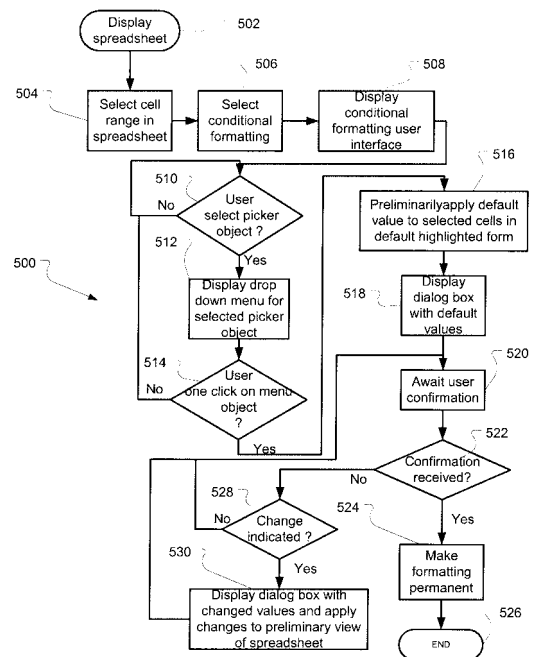 Display
spreadsheet
502
504
Select cell
range in
spreadsheet
506
Select
conditional
formatting
508
Display
conditional
formatting user
interface
510
User
select picker
object ?
No
Yes
512
Display drop
down menu for
selected picker
object
500
514
User
one click on menu
object
?
No
Yes
516
Preliminarilyapply default
value to selected cells in
default highlighted form
518
Display
dialog box
with default
values
520
Await user
confirmation
522
Confirmation
received?
No
Yes
524
Make
formatting
permanent
526
END
528
Change
indicated ?
No
Yes
530
Display dialog box with
changed values and apply
changes to preliminary view
of spreadsheet